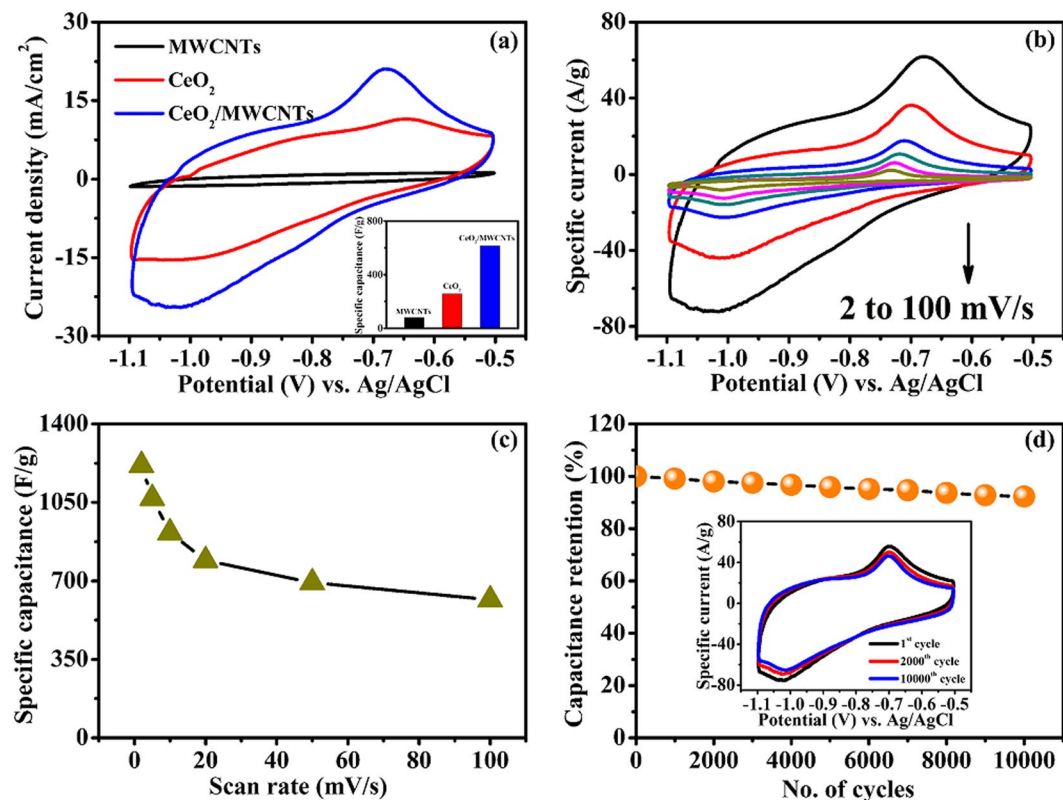 (a)
MWCNTs
CeO2
CeO2/MWCNTs
Current density (mA/cm2)
30
15
0
-15
-30
-1.1 -1.0 -0.9 -0.8 -0.7 -0.6 -0.5
Potential (V) vs. Ag/AgCl
Specific capacitance (F/g)
800
400
0
MWCNTs
CeO2
CeO2/MWCNTs
(b)
Specific current (A/g)
80
40
0
-40
-80
2 to 100 mV/s
-1.1 -1.0 -0.9 -0.8 -0.7 -0.6 -0.5
Potential (V) vs. Ag/AgCl
(c)
Specific capacitance (F/g)
1400
1050
700
350
0
0 20 40 60 80 100
Scan rate (mV/s)
(d)
Capacitance retention (%)
120
100
80
60
40
20
0
0 2000 4000 6000 8000 10000
No. of cycles
Specific current (A/g)
80
40
0
-40
-80
1st cycle
2000th cycle
10000th cycle
-1.1 -1.0 -0.9 -0.8 -0.7 -0.6 -0.5
Potential (V) vs. Ag/AgCl